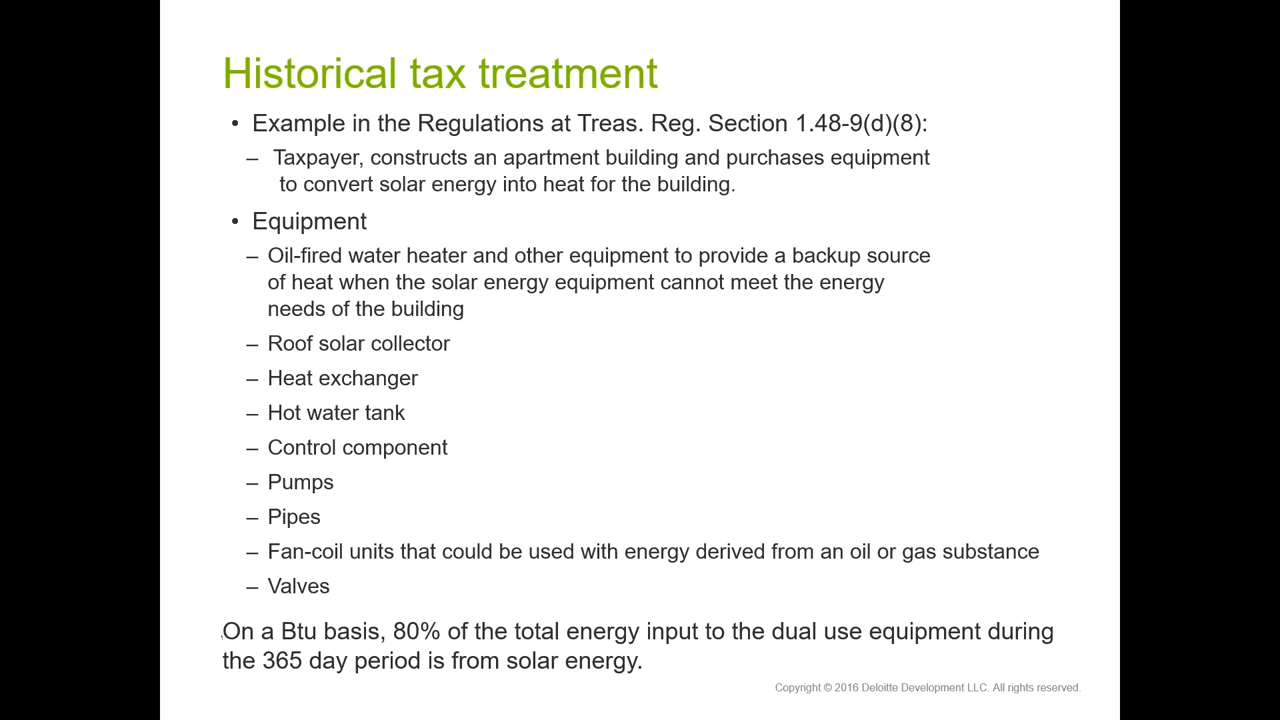 Historical tax treatment
• Example in the Regulations at Treas. Reg. Section 1.48-9(d)(8):
– Taxpayer, constructs an apartment building and purchases equipment
to convert solar energy into heat for the building.
• Equipment
– Oil-fired water heater and other equipment to provide a backup source
of heat when the solar energy equipment cannot meet the energy
needs of the building
– Roof solar collector
– Heat exchanger
– Hot water tank
– Control component
– Pumps
– Pipes
– Fan-coil units that could be used with energy derived from an oil or gas substance
– Valves
On a Btu basis, 80% of the total energy input to the dual use equipment during
the 365 day period is from solar energy.
Copyright © 2016 Deloitte Development LLC. All rights reserved.